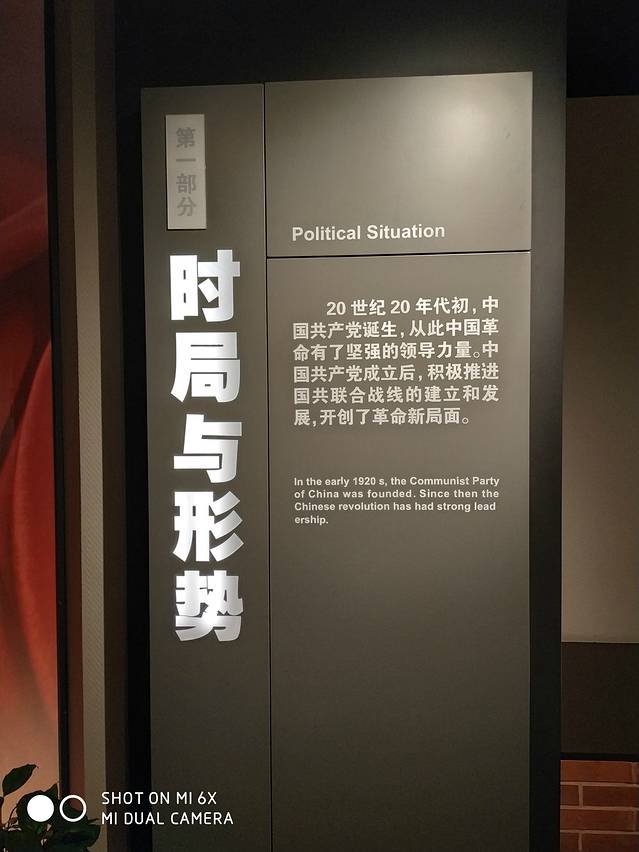 第一部分
时局与形势
Political Situation
20 世纪 20 年代初，中
国共产党诞生，从此中国革
命有了坚强的领导力量。中
国共产党成立后，积极推进
国共联合战线的建立和发
展，开创了革命新局面。
In the early 1920 s, the Communist Party
of China was founded. Since then the
Chinese revolution has had strong lead
ership.
SHOT ON MI 6X
MI DUAL CAMERA